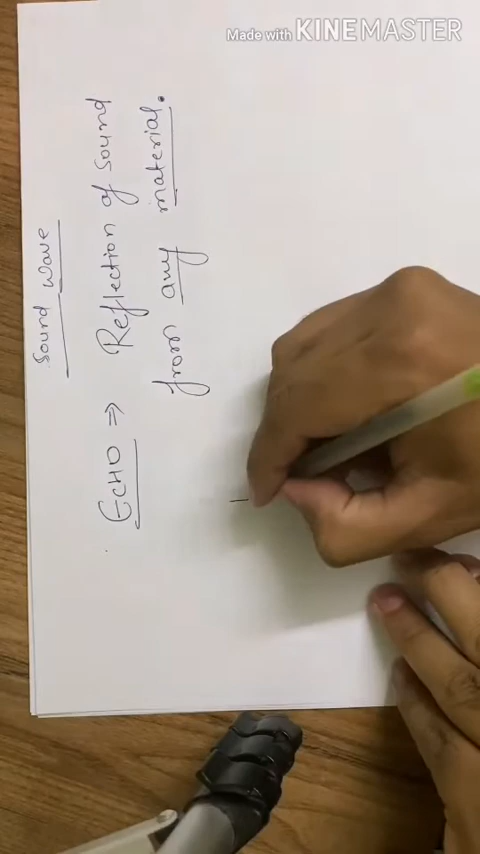 Made with KINEMASTER
Sound wave
ECHO ⇒ Reflection of sound
from any material.